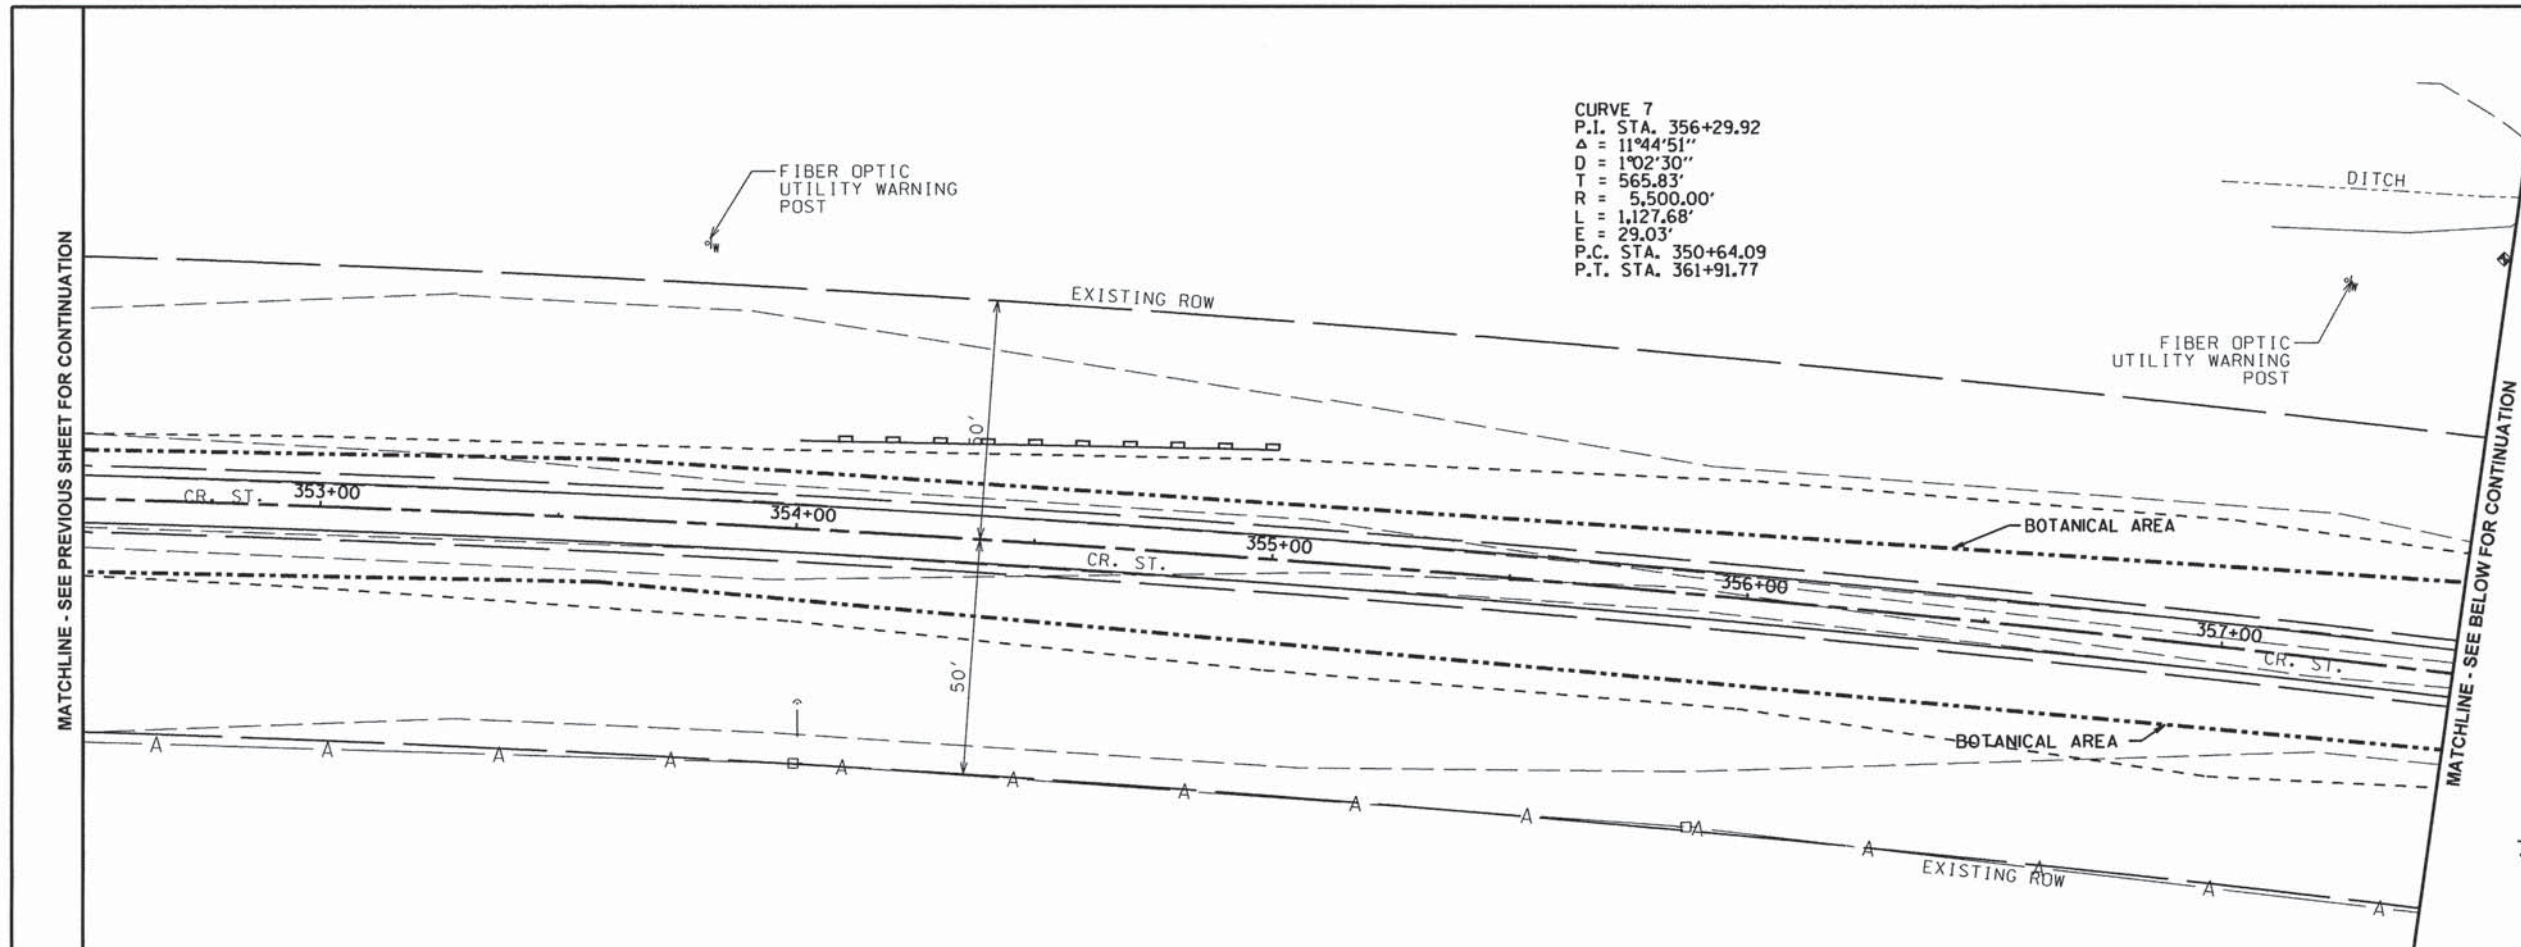 CURVE 7
P.I. STA. 356+29.92
Δ = 11°44'51"
D = 1°02'30"
T = 565.83'
R = 5,500.00'
L = 1,127.68'
E = 29.03'
P.C. STA. 350+64.09
P.T. STA. 361+91.77
FIBER OPTIC
UTILITY WARNING
POST
DITCH
EXISTING ROW
FIBER OPTIC
UTILITY WARNING
POST
MATCHLINE - SEE PREVIOUS SHEET FOR CONTINUATION
50'
CR. ST.
353+00
354+00
355+00
CR. ST.
356+00
357+00
CR. ST.
BOTANICAL AREA
50'
BOTANICAL AREA
MATCHLINE - SEE BELOW FOR CONTINUATION
A A A A A A A A A A A A A A
EXISTING ROW